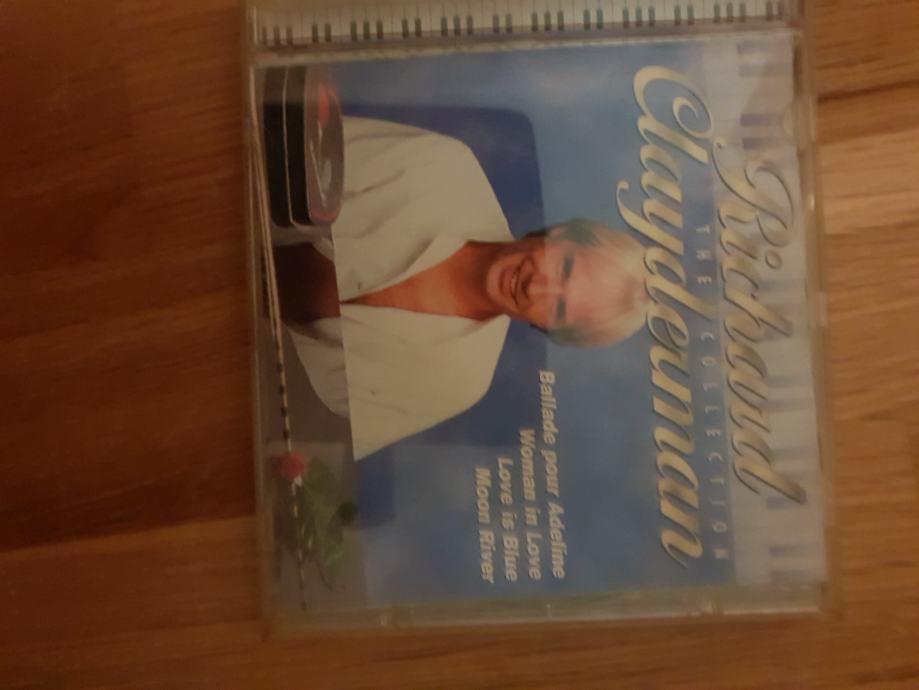 Richard
THE COLLECTION
Clayderman
Ballade pour Adeline
Woman in Love
Love is Blue
Moon River